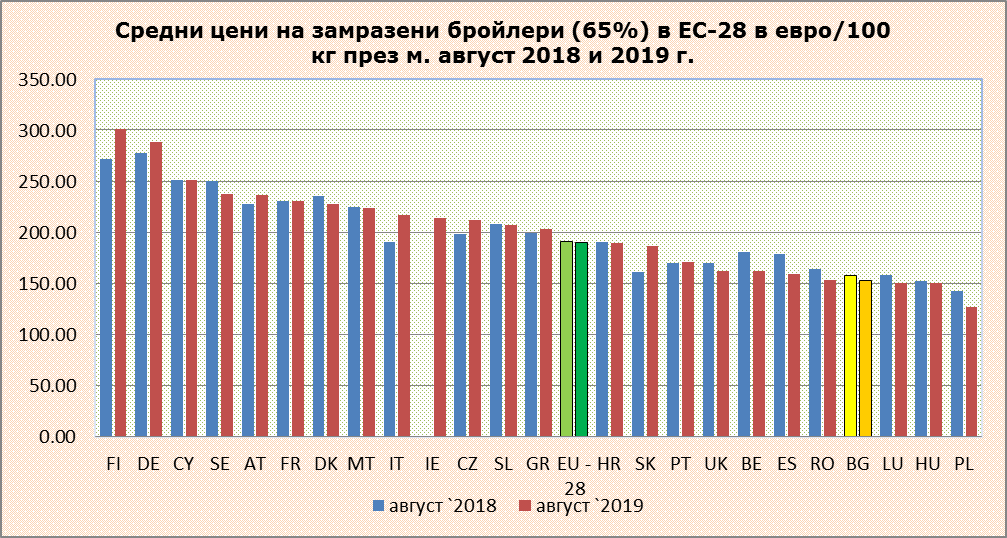 Средни цени на замразени бройлери (65%) в ЕС-28 в евро/100
кг през м. август 2018 и 2019 г.
350.00
300.00
250.00
200.00
150.00
100.00
50.00
0.00
FI DE CY SE AT FR DK MT IT IE CZ SL GR EU - HR SK PT UK BE ES RO BG LU HU PL
28
август `2018 август `2019